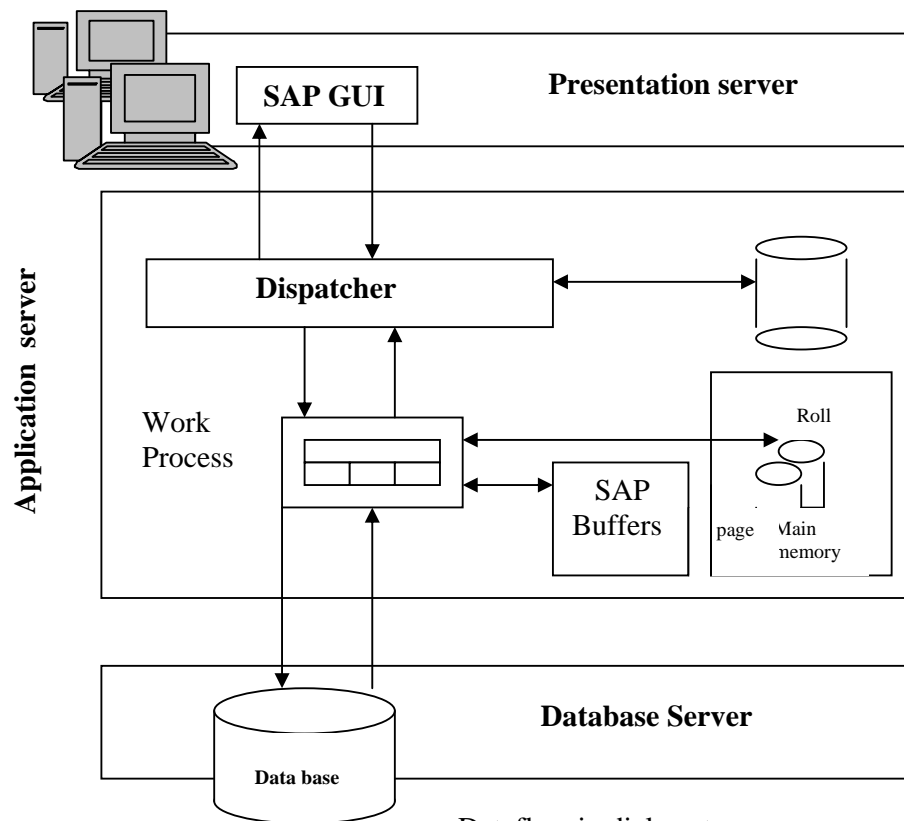 SAP GUI
Presentation server
Application server
Dispatcher
Work
Process
Roll
SAP
Buffers
page Main
memory
Database Server
Data base